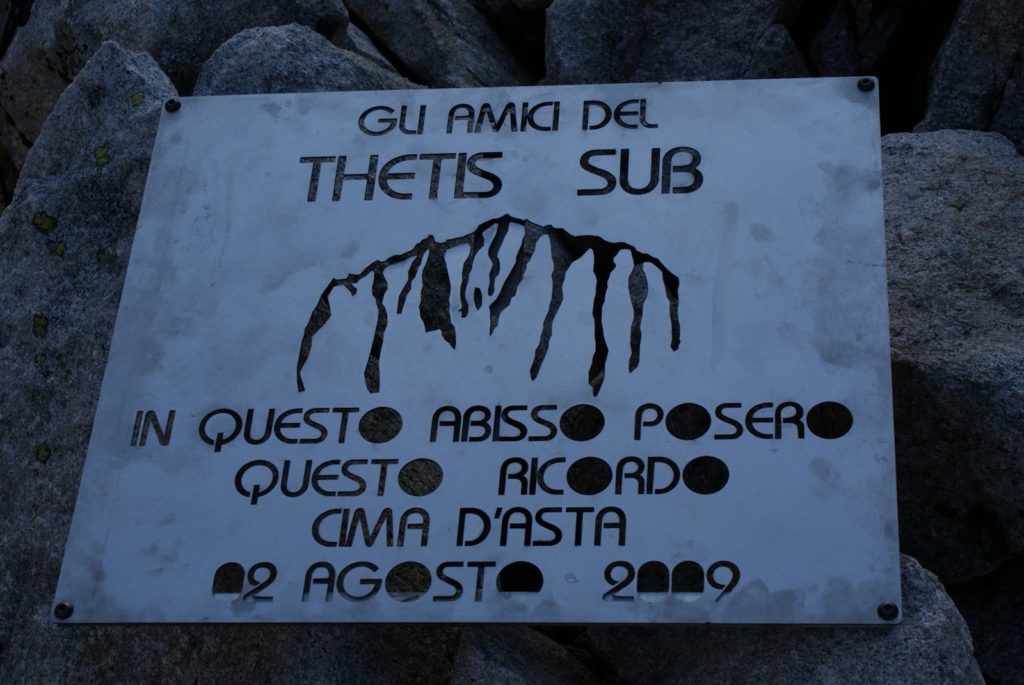 GLI AMICI DEL
THETIS SUB
IN QUESTO ABISSO POSERO
QUESTO RICORDO
CIMA D'ASTA
02 AGOSTO 2009